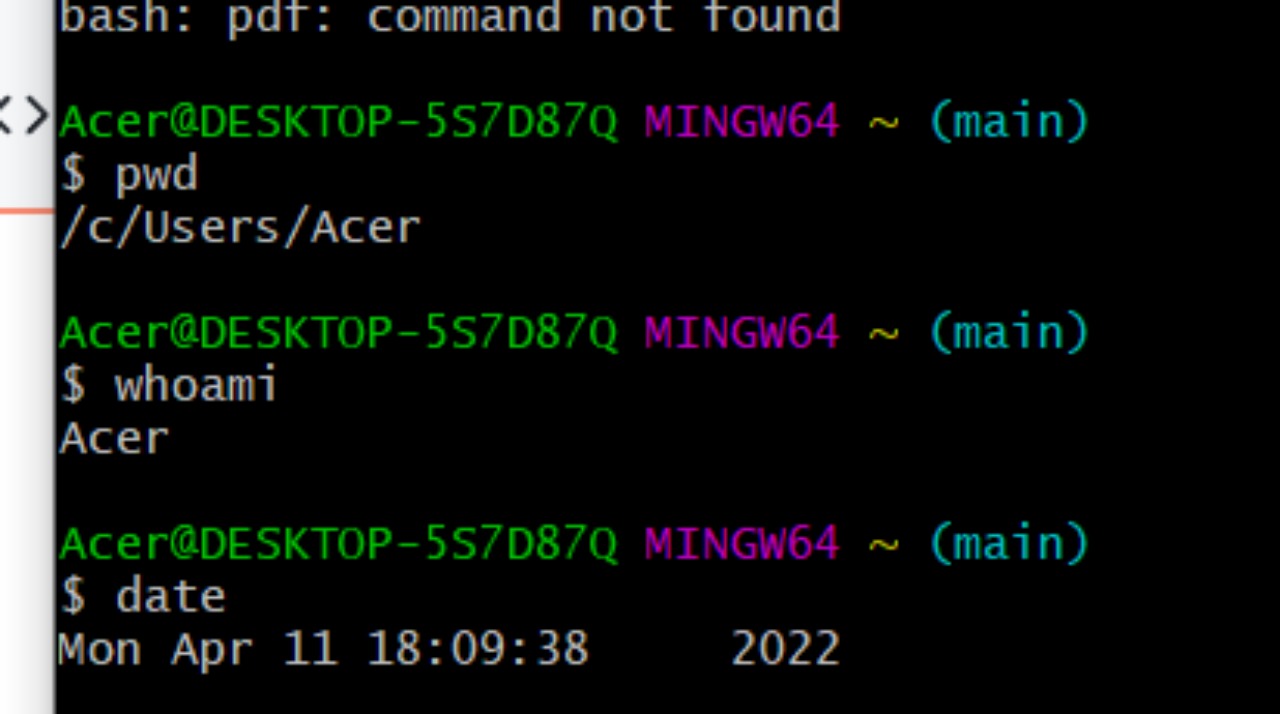 bash: pdf: command not found
<>
Acer@DESKTOP-5S7D87Q MINGW64 ~ (main)
$ pwd
/c/Users/Acer
Acer@DESKTOP-5S7D87Q MINGW64 ~ (main)
$ whoami
Acer
Acer@DESKTOP-5S7D87Q MINGW64 ~ (main)
$ date
Mon Apr 11 18:09:38     2022